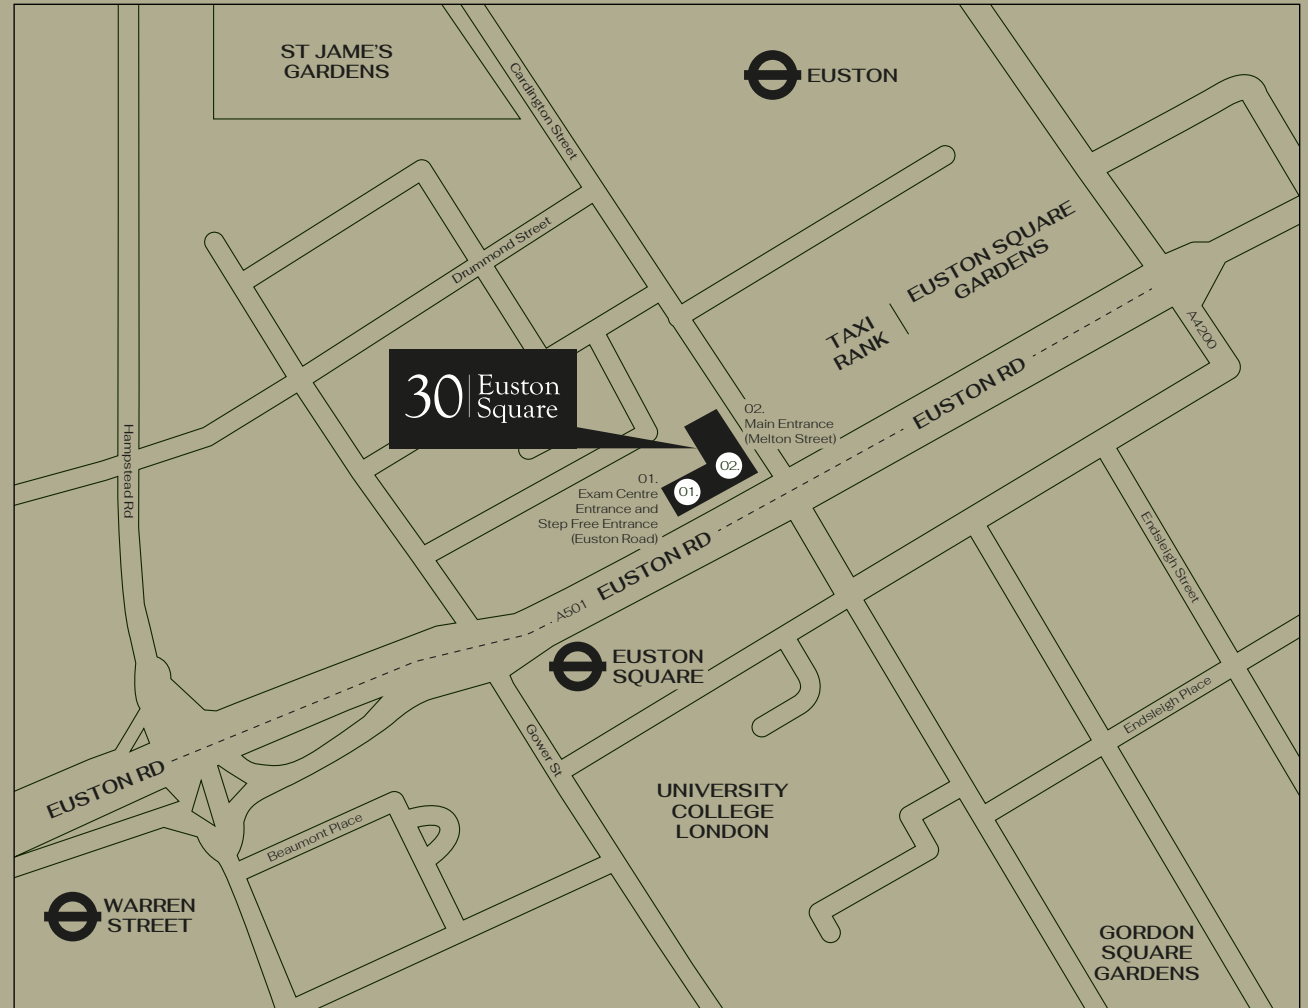 ST JAME'S
GARDENS
Cardington Street
EUSTON
Drummond Street
EUSTON SQUARE
GARDENS
TAXI
RANK
A4200
EUSTON RD
30
Euston
Square
02.
Main Entrance
(Melton Street)
02.
01.
01.
Exam Centre
Entrance and
Step Free Entrance
(Euston Road)
Hampstead Rd
EUSTON RD
A501
Endsleigh Street
EUSTON
SQUARE
Endsleigh Place
Gower St
EUSTON RD
UNIVERSITY
COLLEGE
LONDON
Beaumont Place
WARREN
STREET
GORDON
SQUARE
GARDENS